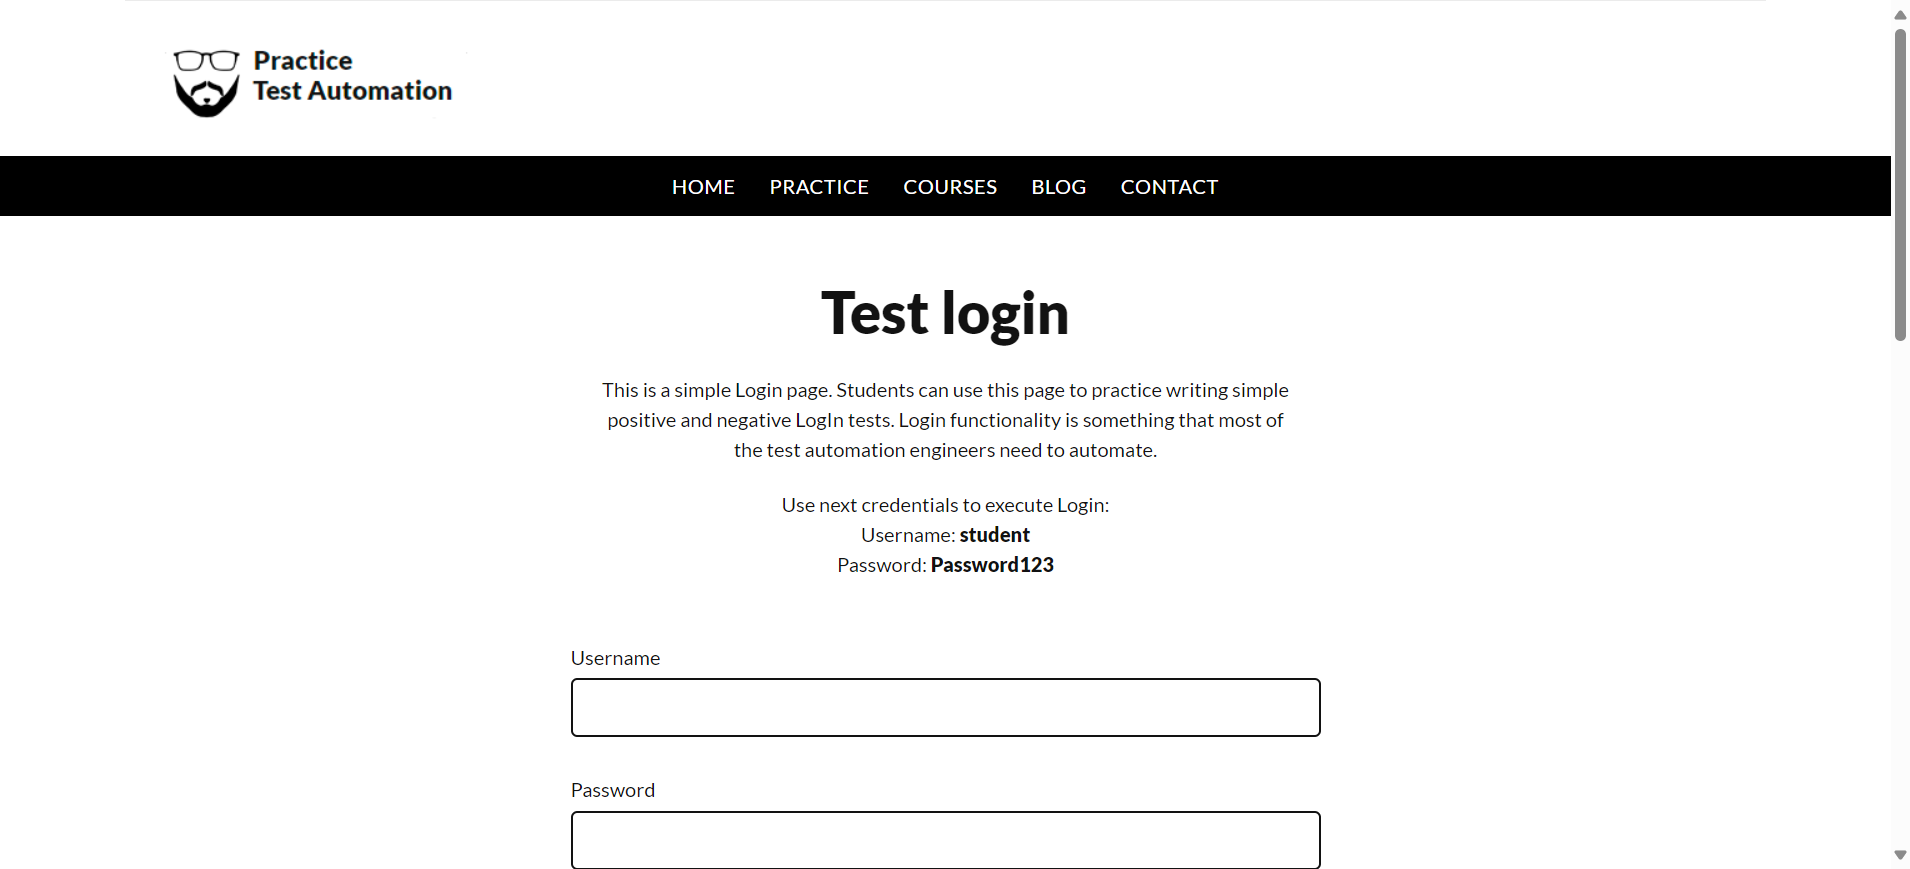 Practice
Test Automation
HOME PRACTICE COURSES BLOG CONTACT
Test login
This is a simple Login page. Students can use this page to practice writing simple
positive and negative LogIn tests. Login functionality is something that most of
the test automation engineers need to automate.
Use next credentials to execute Login:
Username: student
Password: Password123
Username
Password